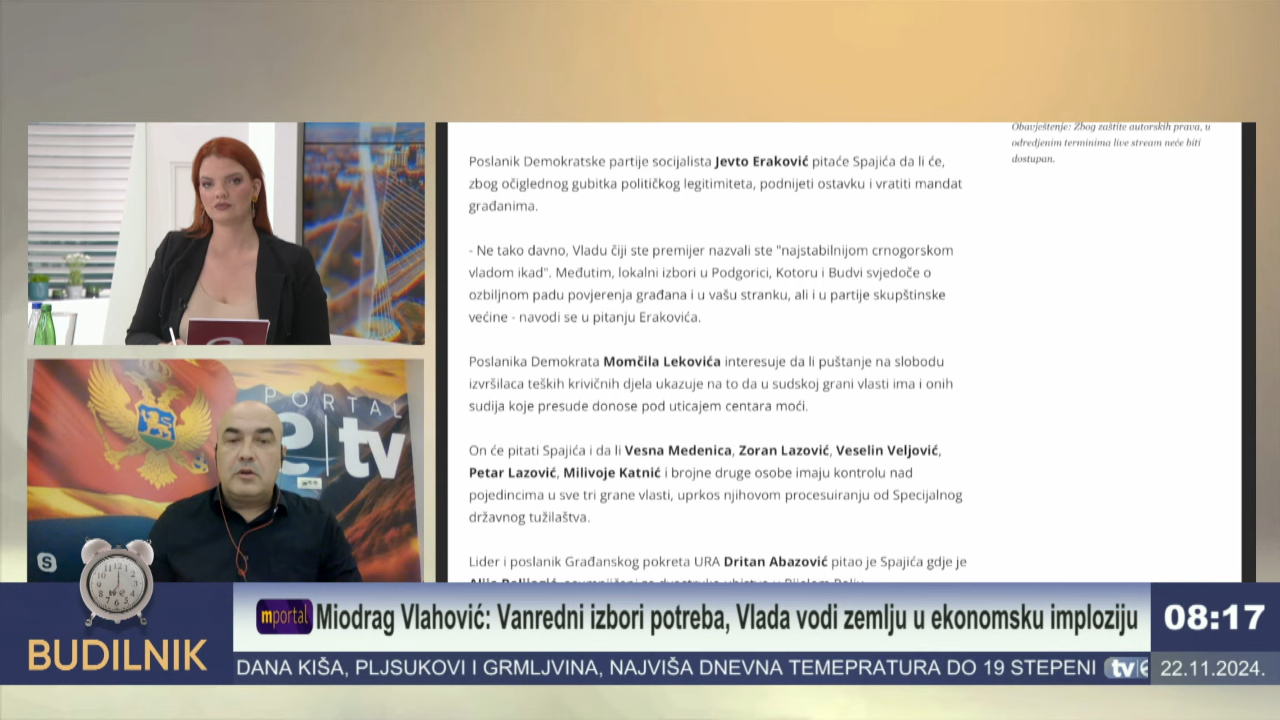 Obavještenje: Zbog zaštite autorskih prava, u
odredjenim terminima live stream neće biti
dostupan.
Poslanik Demokratske partije socijalista Jevto Eraković pitaće Spajića da li će,
zbog očiglednog gubitka političkog legitimiteta, podnijeti ostavku i vratiti mandat
građanima.
- Ne tako davno, Vladu čiji ste premijer nazvali ste "najstabilnijom crnogorskom
vladom ikad". Međutim, lokalni izbori u Podgorici, Kotoru i Budvi svjedoče o
ozbiljnom padu povjerenja građana i u vašu stranku, ali i u partije skupštinske
većine - navodi se u pitanju Erakovića.
Poslanika Demokrata Momčila Lekovića interesuje da li puštanje na slobodu
izvršilaca teških krivičnih djela ukazuje na to da u sudskoj grani vlasti ima i onih
sudija koje presude donose pod uticajem centara moći.
On će pitati Spajića i da li Vesna Medenica, Zoran Lazović, Veselin Veljović,
Petar Lazović, Milivoje Katnić i brojne druge osobe imaju kontrolu nad
pojedincima u sve tri grane vlasti, uprkos njihovom procesuiranju od Specijalnog
državnog tužilaštva.
Lider i poslanik Građanskog pokreta URA Dritan Abazović pitao je Spajića gdje je
PORTAL
e|tv
S
BUDILNIK
mportal Miodrag Vlahović: Vanredni izbori potreba, Vlada vodi zemlju u ekonomsku imploziju
08:17
DANA KIŠA, PLJSUKOVI I GRMLJVINA, NAJVIŠA DNEVNA TEMEPRATURA DO 19 STEPENI tv
22.11.2024.